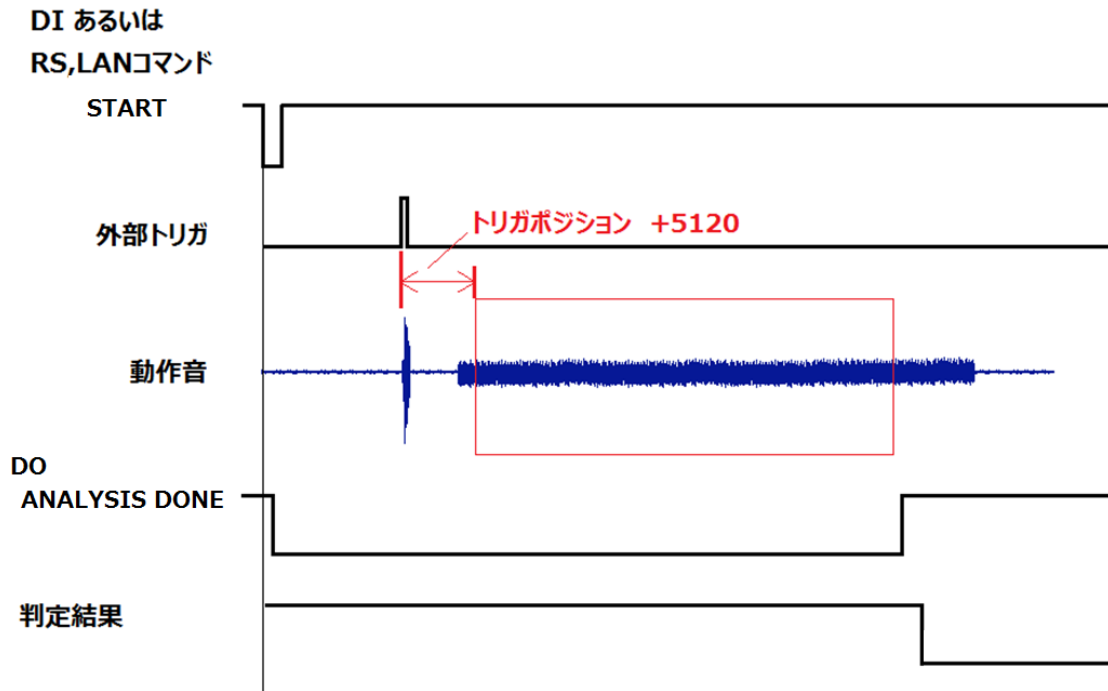 DI あるいは
RS,LANコマンド
START
外部トリガ
トリガポジション +5120
動作音
DO
ANALYSIS DONE
判定結果